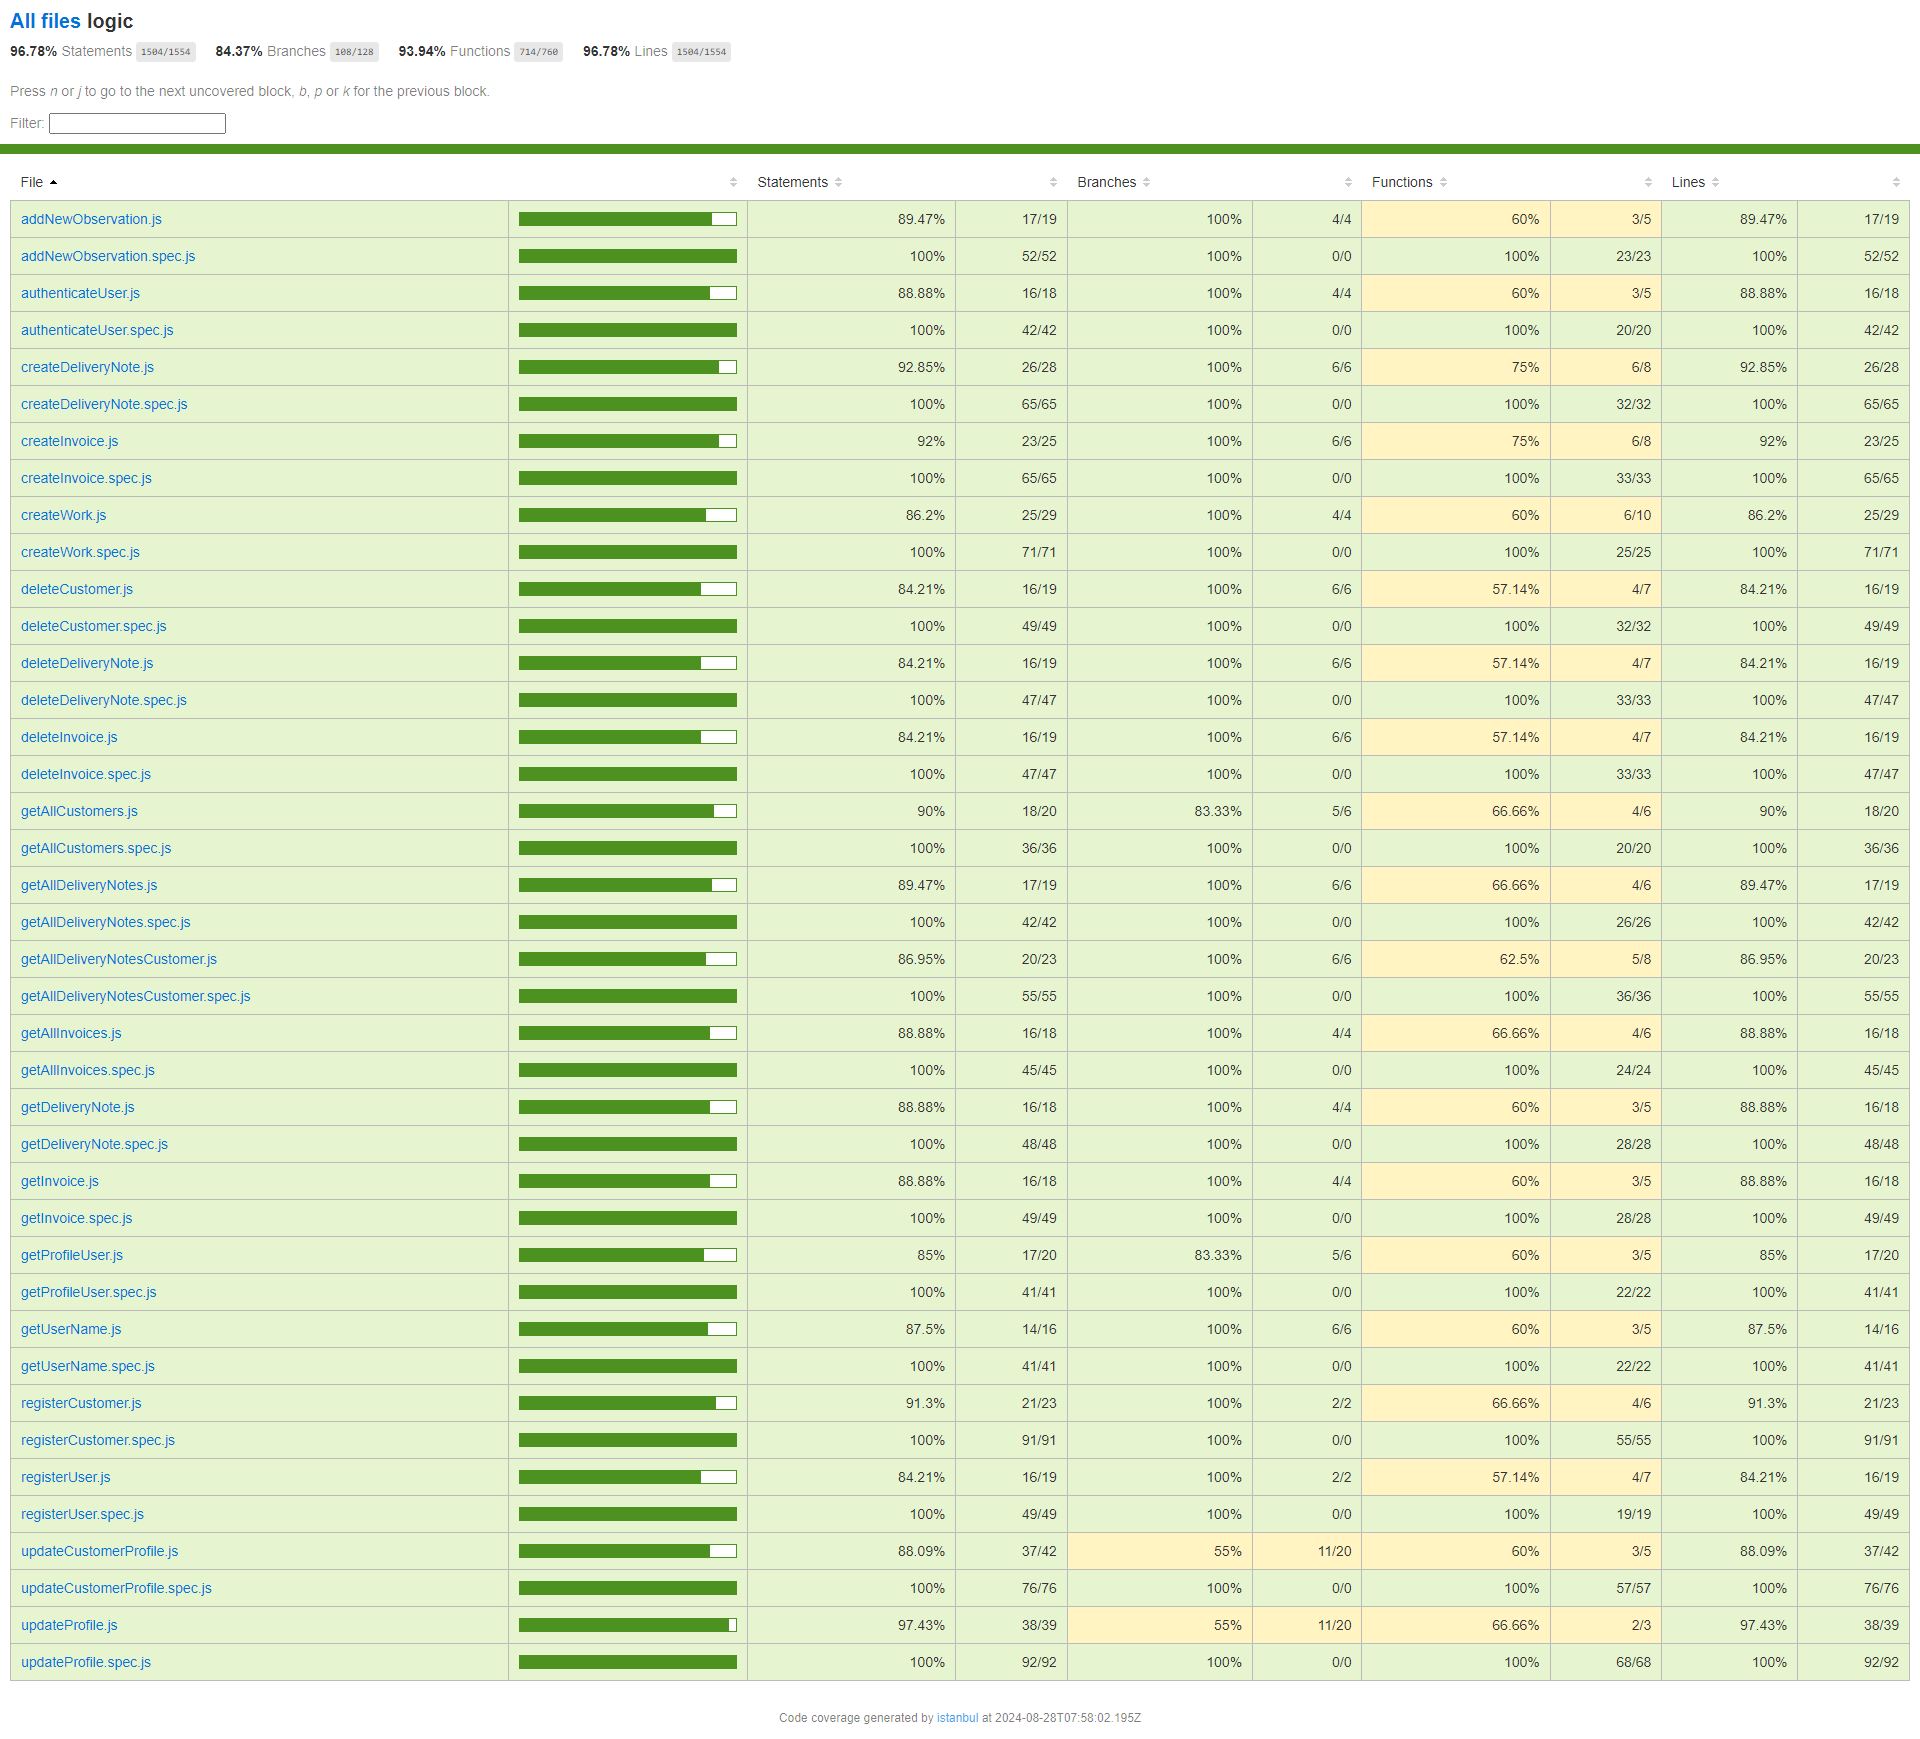 All files logic
96.78% Statements 1504/1554 84.37% Branches 108/128 93.94% Functions 714/760 96.78% Lines 1504/1554
Press n or j to go to the next uncovered block, b, p or k for the previous block.
Filter:
File Statements Branches Functions Lines
addNewObservation.js 89.47% 17/19 100% 4/4 60% 3/5 89.47% 17/19
addNewObservation.spec.js 100% 52/52 100% 0/0 100% 23/23 100% 52/52
authenticateUser.js 88.88% 16/18 100% 4/4 60% 3/5 88.88% 16/18
authenticateUser.spec.js 100% 42/42 100% 0/0 100% 20/20 100% 42/42
createDeliveryNote.js 92.85% 26/28 100% 6/6 75% 6/8 92.85% 26/28
createDeliveryNote.spec.js 100% 65/65 100% 0/0 100% 32/32 100% 65/65
createInvoice.js 92% 23/25 100% 6/6 75% 6/8 92% 23/25
createInvoice.spec.js 100% 65/65 100% 0/0 100% 33/33 100% 65/65
createWork.js 86.2% 25/29 100% 4/4 60% 6/10 86.2% 25/29
createWork.spec.js 100% 71/71 100% 0/0 100% 25/25 100% 71/71
deleteCustomer.js 84.21% 16/19 100% 6/6 57.14% 4/7 84.21% 16/19
deleteCustomer.spec.js 100% 49/49 100% 0/0 100% 32/32 100% 49/49
deleteDeliveryNote.js 84.21% 16/19 100% 6/6 57.14% 4/7 84.21% 16/19
deleteDeliveryNote.spec.js 100% 47/47 100% 0/0 100% 33/33 100% 47/47
deleteInvoice.js 84.21% 16/19 100% 6/6 57.14% 4/7 84.21% 16/19
deleteInvoice.spec.js 100% 47/47 100% 0/0 100% 33/33 100% 47/47
getAllCustomers.js 90% 18/20 83.33% 5/6 66.66% 4/6 90% 18/20
getAllCustomers.spec.js 100% 36/36 100% 0/0 100% 20/20 100% 36/36
getAllDeliveryNotes.js 89.47% 17/19 100% 6/6 66.66% 4/6 89.47% 17/19
getAllDeliveryNotes.spec.js 100% 42/42 100% 0/0 100% 26/26 100% 42/42
getAllDeliveryNotesCustomer.js 86.95% 20/23 100% 6/6 62.5% 5/8 86.95% 20/23
getAllDeliveryNotesCustomer.spec.js 100% 55/55 100% 0/0 100% 36/36 100% 55/55
getAllInvoices.js 88.88% 16/18 100% 4/4 66.66% 4/6 88.88% 16/18
getAllInvoices.spec.js 100% 45/45 100% 0/0 100% 24/24 100% 45/45
getDeliveryNote.js 88.88% 16/18 100% 4/4 60% 3/5 88.88% 16/18
getDeliveryNote.spec.js 100% 48/48 100% 0/0 100% 28/28 100% 48/48
getInvoice.js 88.88% 16/18 100% 4/4 60% 3/5 88.88% 16/18
getInvoice.spec.js 100% 49/49 100% 0/0 100% 28/28 100% 49/49
getProfileUser.js 85% 17/20 83.33% 5/6 60% 3/5 85% 17/20
getProfileUser.spec.js 100% 41/41 100% 0/0 100% 22/22 100% 41/41
getUserName.js 87.5% 14/16 100% 6/6 60% 3/5 87.5% 14/16
getUserName.spec.js 100% 41/41 100% 0/0 100% 22/22 100% 41/41
registerCustomer.js 91.3% 21/23 100% 2/2 66.66% 4/6 91.3% 21/23
registerCustomer.spec.js 100% 91/91 100% 0/0 100% 55/55 100% 91/91
registerUser.js 84.21% 16/19 100% 2/2 57.14% 4/7 84.21% 16/19
registerUser.spec.js 100% 49/49 100% 0/0 100% 19/19 100% 49/49
updateCustomerProfile.js 88.09% 37/42 55% 11/20 60% 3/5 88.09% 37/42
updateCustomerProfile.spec.js 100% 76/76 100% 0/0 100% 57/57 100% 76/76
updateProfile.js 97.43% 38/39 55% 11/20 66.66% 2/3 97.43% 38/39
updateProfile.spec.js 100% 92/92 100% 0/0 100% 68/68 100% 92/92
Code coverage generated by istanbul at 2024-08-28T07:58:02.195Z